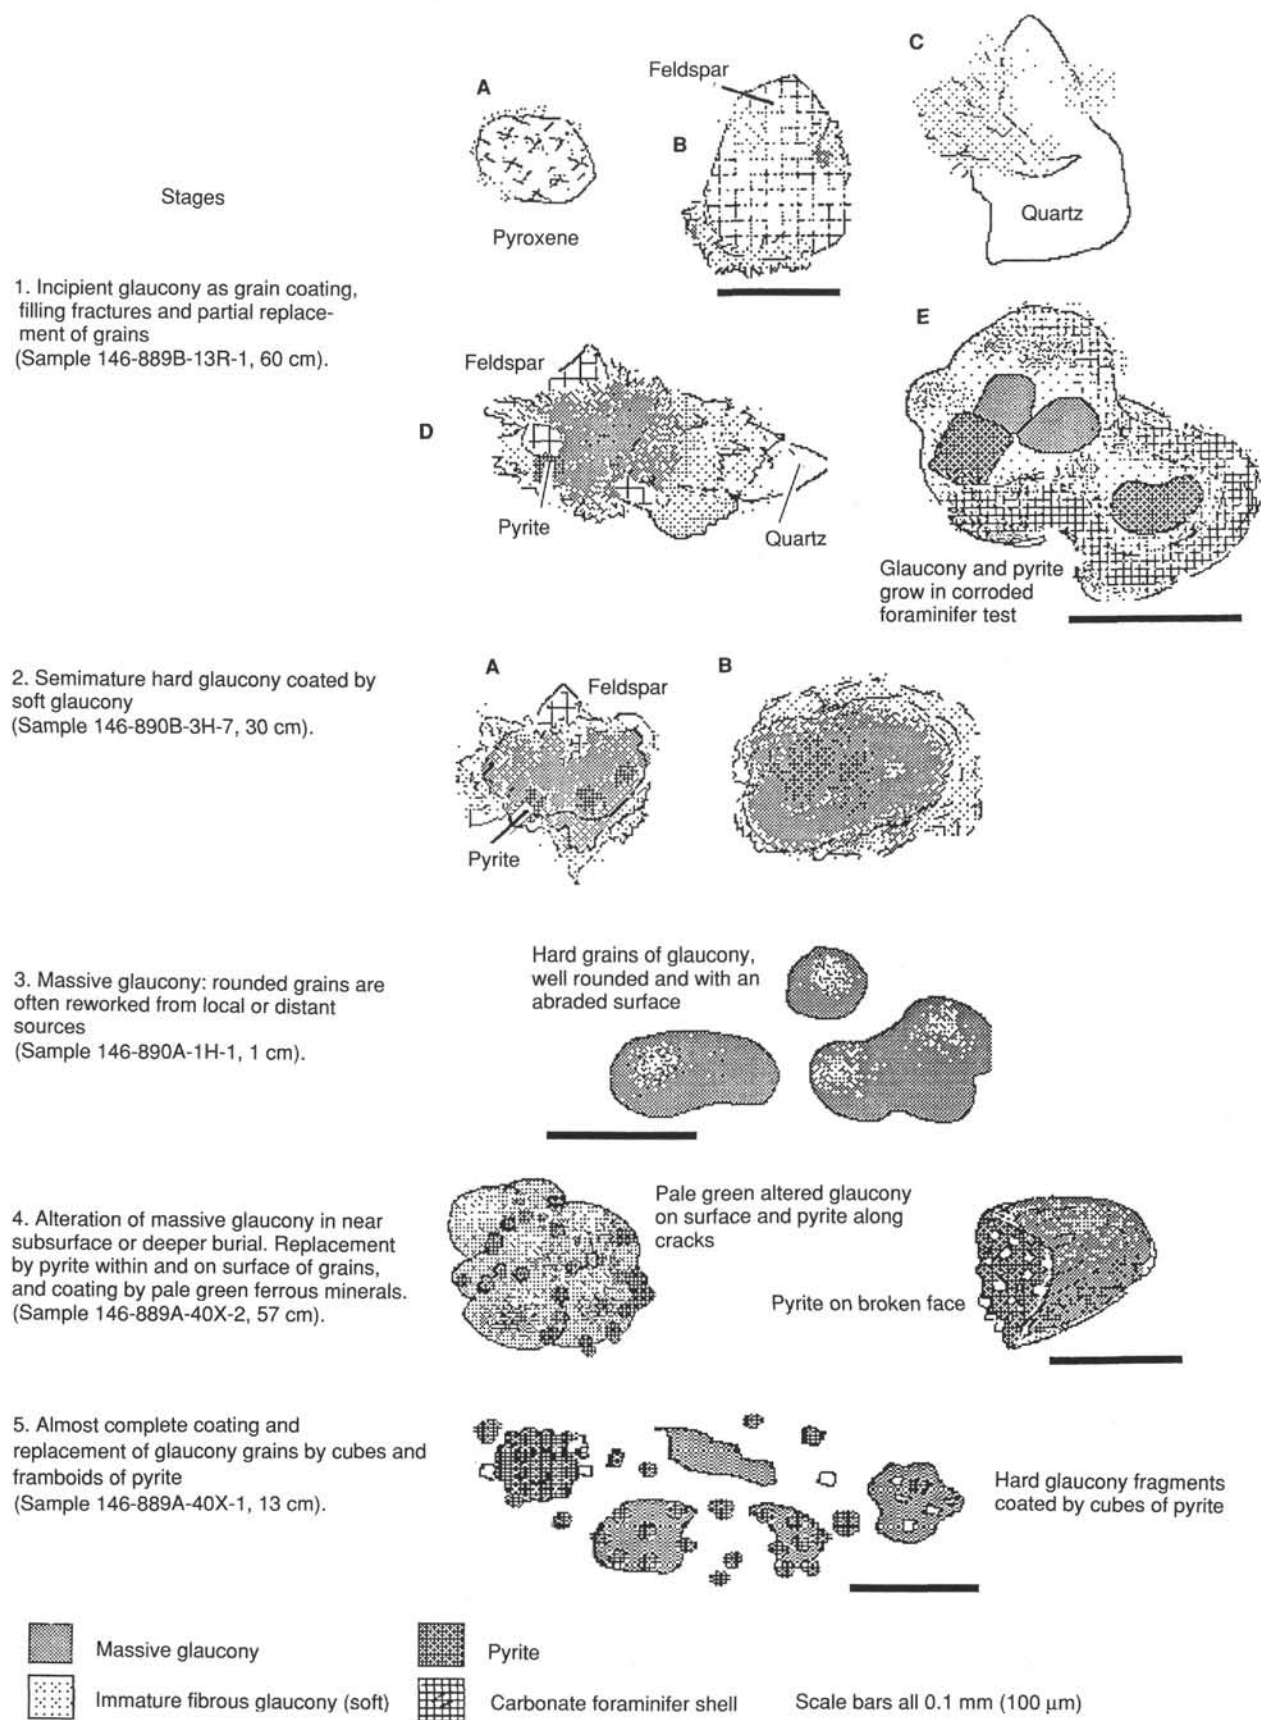 A
Feldspar
B
C
Stages
Pyroxene
Quartz
1. Incipient glaucony as grain coating,
filling fractures and partial replace-
ment of grains
(Sample 146-889B-13R-1, 60 cm).
Feldspar
D
Pyrite
Quartz
E
Glaucony and pyrite
grow in corroded
foraminifer test
2. Semimature hard glaucony coated by
soft glaucony
(Sample 146-890B-3H-7, 30 cm).
A
Feldspar
B
Pyrite
3. Massive glaucony: rounded grains are
often reworked from local or distant
sources
(Sample 146-890A-1H-1, 1 cm).
Hard grains of glaucony,
well rounded and with an
abraded surface
4. Alteration of massive glaucony in near
subsurface or deeper burial. Replacement
by pyrite within and on surface of grains,
and coating by pale green ferrous minerals.
(Sample 146-889A-40X-2, 57 cm).
Pale green altered glaucony
on surface and pyrite along
cracks
Pyrite on broken face
5. Almost complete coating and
replacement of glaucony grains by cubes and
framboids of pyrite
(Sample 146-889A-40X-1, 13 cm).
Hard glaucony fragments
coated by cubes of pyrite
Massive glaucony
Pyrite
Immature fibrous glaucony (soft)
Carbonate foraminifer shell
Scale bars all 0.1 mm (100 μm)